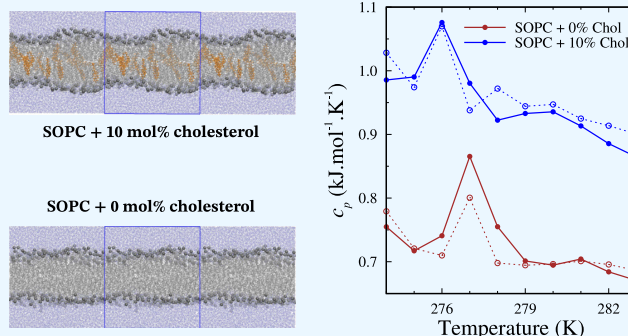 SOPC + 10 mol% cholesterol
SOPC + 0 mol% cholesterol
1.1
1.0
0.9
0.8
0.7
cₚ (kJ.mol⁻¹.K⁻¹)
SOPC + 0% Chol
SOPC + 10% Chol
276
279
282
Temperature (K)